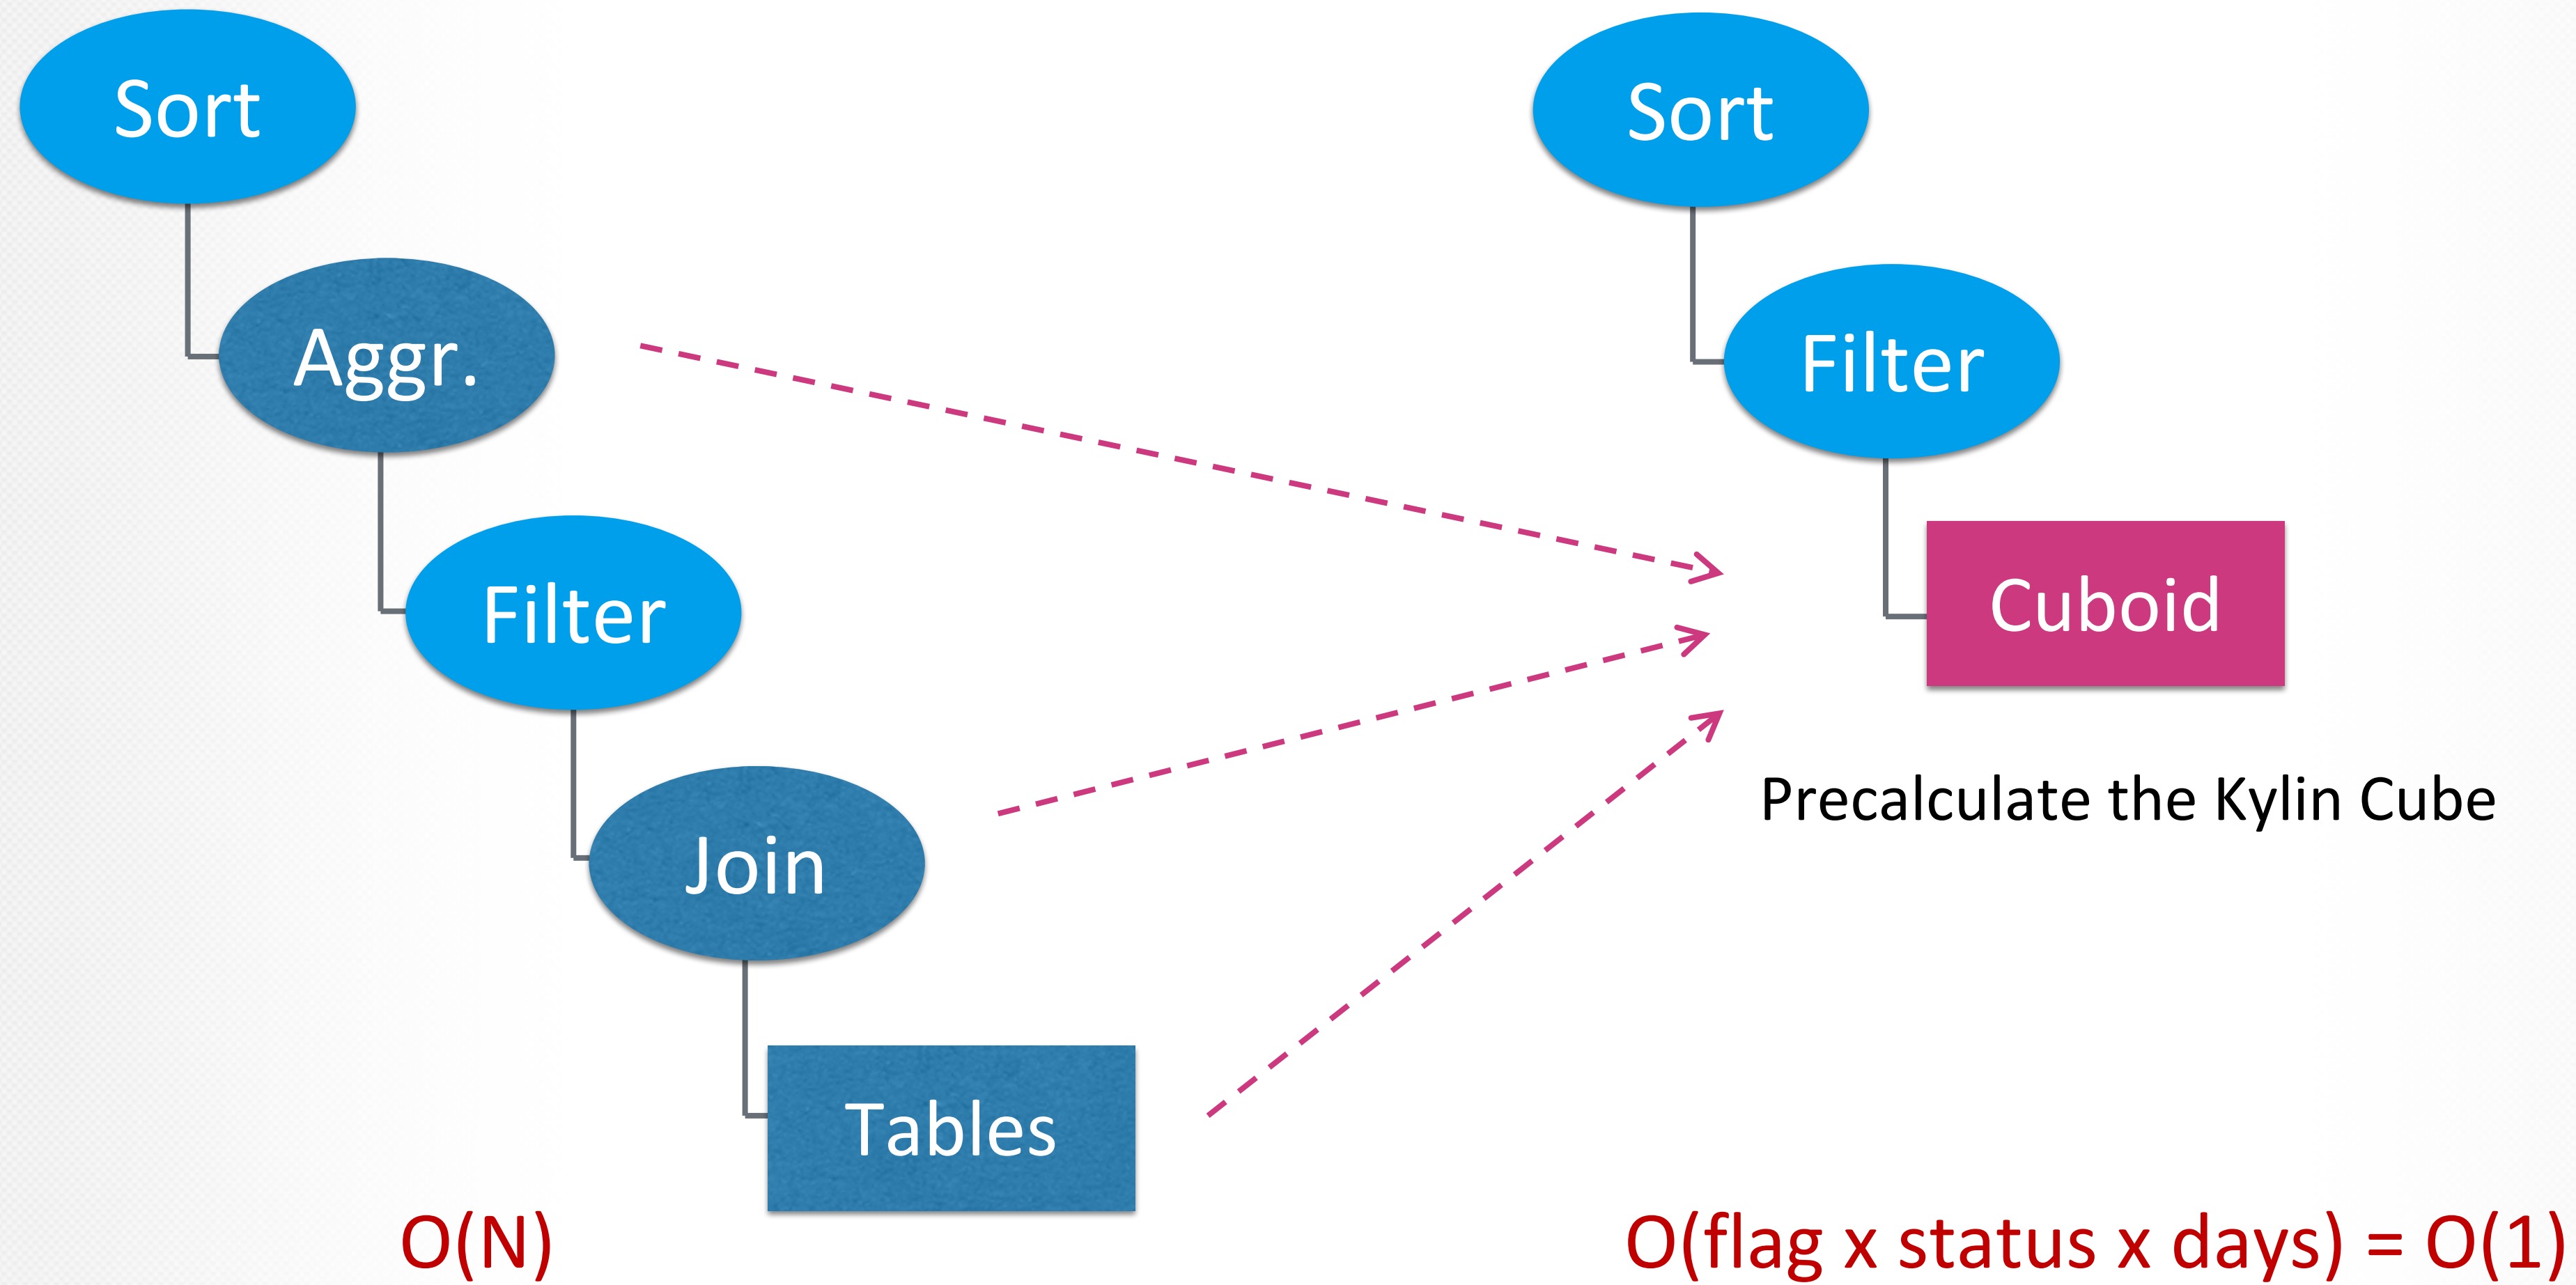 Sort
Aggr.
Filter
Join
Tables
O(N)
Sort
Filter
Cuboid
Precalculate the Kylin Cube
O(flag x status x days) = O(1)